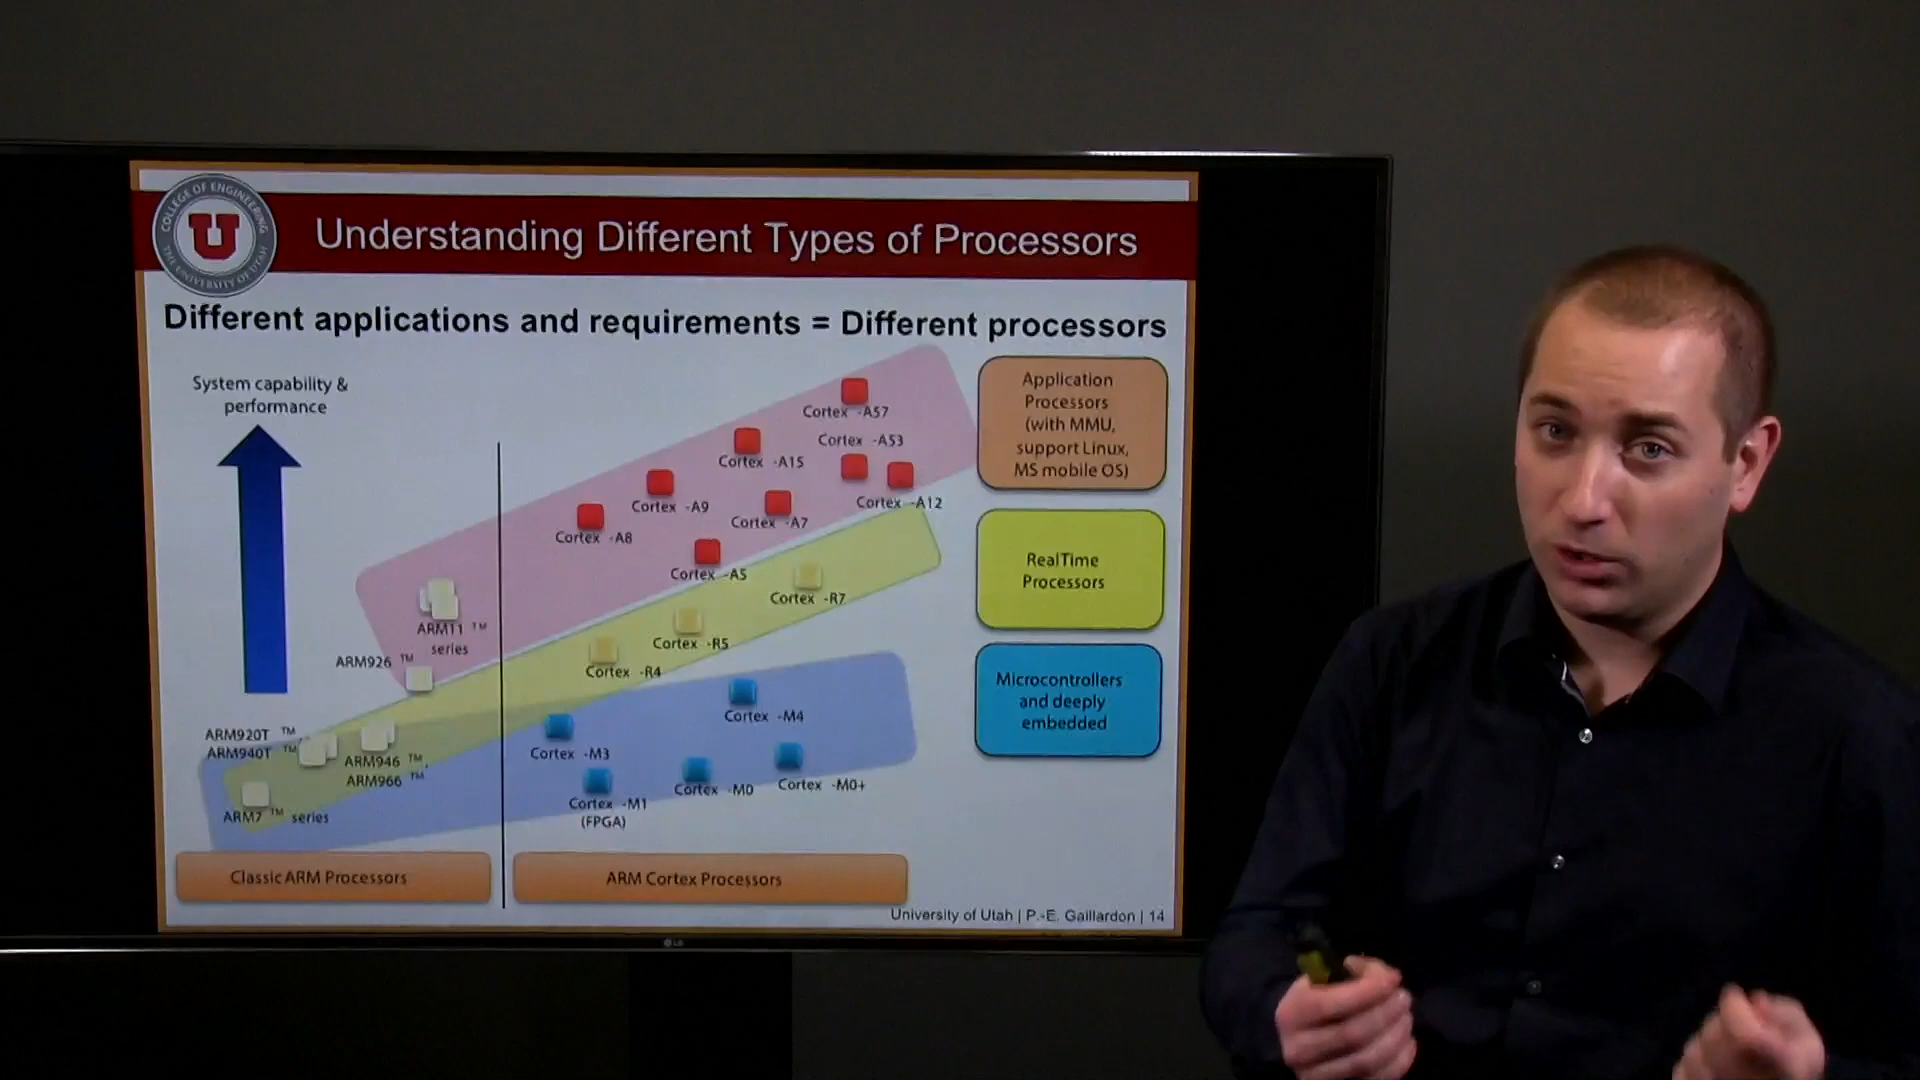 COLLEGE OF ENGINEERING
THE UNIVERSITY OF UTAH
U
Understanding Different Types of Processors
Different applications and requirements = Different processors
System capability &
performance
Cortex -A57
Cortex -A53
Cortex -A15
Cortex -A12
Cortex -A9
Cortex -A7
Cortex -A8
Cortex -A5
Cortex -R7
ARM11 ™
series
Cortex -R5
ARM926 ™
Cortex -R4
Cortex -M4
ARM920T ™,
ARM940T ™
Cortex -M3
ARM946 ™,
ARM966 ™
Cortex -M0+
Cortex -M0
Cortex -M1
(FPGA)
ARM7 ™ series
Application
Processors
(with MMU,
support Linux,
MS mobile OS)
RealTime
Processors
Microcontrollers
and deeply
embedded
Classic ARM Processors
ARM Cortex Processors
University of Utah | P.-E. Gaillardon | 14
LG